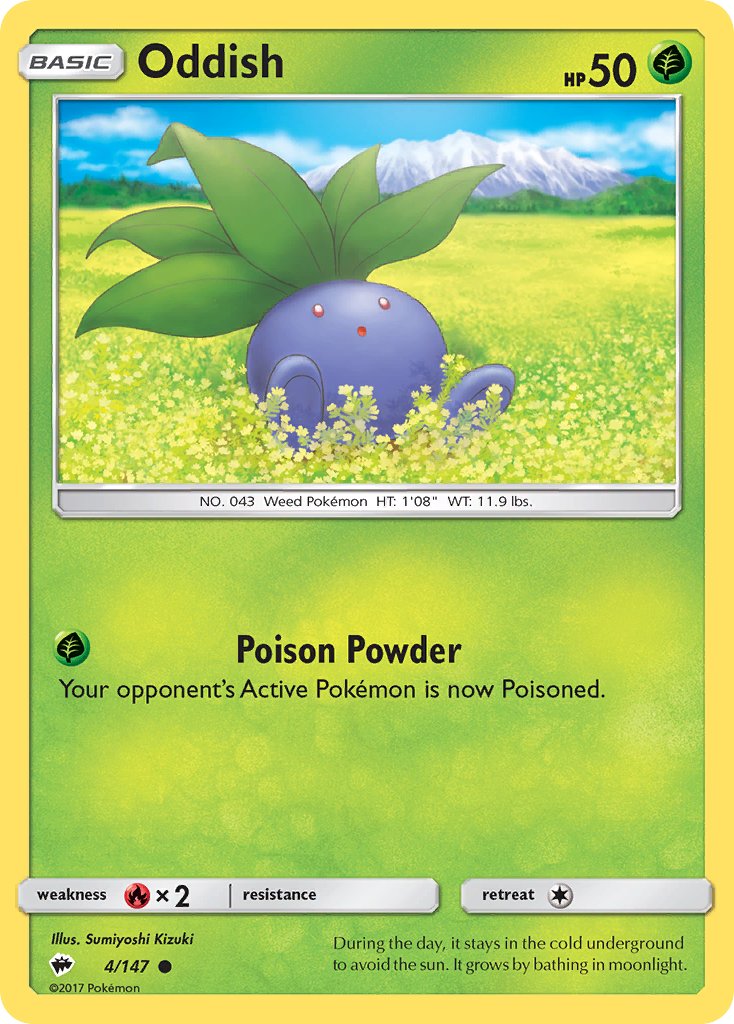 BASIC Oddish HP 50
NO. 043 Weed Pokémon HT: 1'08" WT: 11.9 lbs.
Poison Powder
Your opponent's Active Pokémon is now Poisoned.
weakness × 2 resistance retreat
Illus. Sumiyoshi Kizuki
4/147
©2017 Pokémon
During the day, it stays in the cold underground
to avoid the sun. It grows by bathing in moonlight.